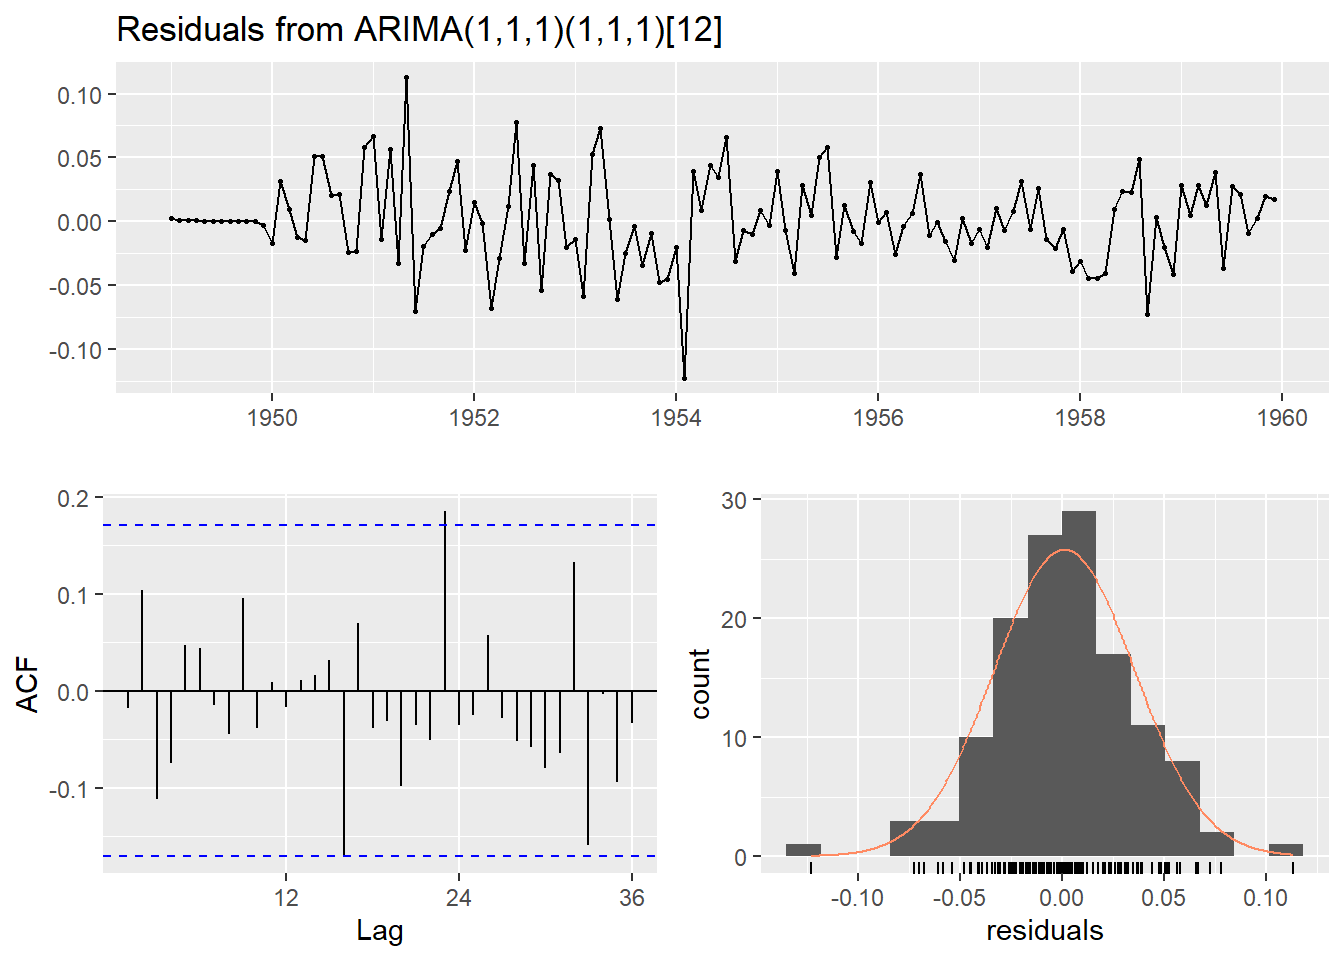 Residuals from ARIMA(1,1,1)(1,1,1)[12]
0.10
0.05
0.00
-0.05
-0.10
1950 1952 1954 1956 1958 1960
0.2
0.1
0.0
-0.1
ACF
12 24 36
Lag
30
20
10
0
count
-0.10 -0.05 0.00 0.05 0.10
residuals